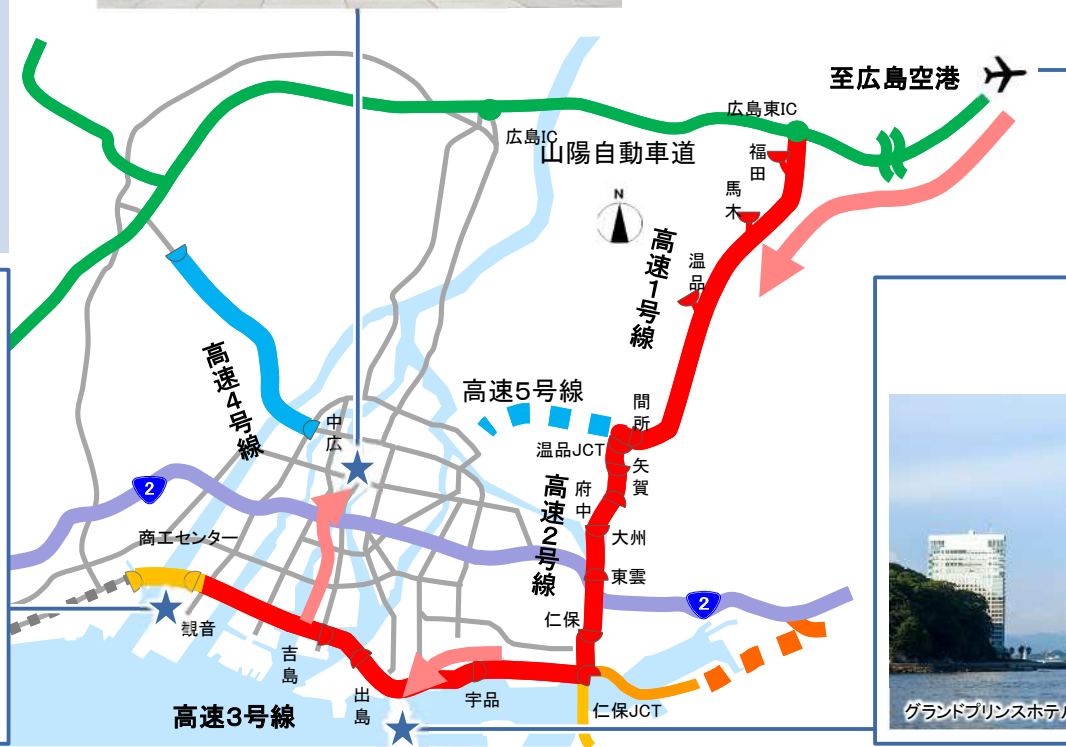 至広島空港
広島東IC
広島IC
山陽自動車道
福田
馬木
N
温品
高速1号線
高速4号線
高速5号線
間所
中広
温品JCT
矢賀
2
府中
高速2号線
大州
商工センター
東雲
2
仁保
観音
吉島
出島
宇品
仁保JCT
高速3号線
グランドプリンスホテル